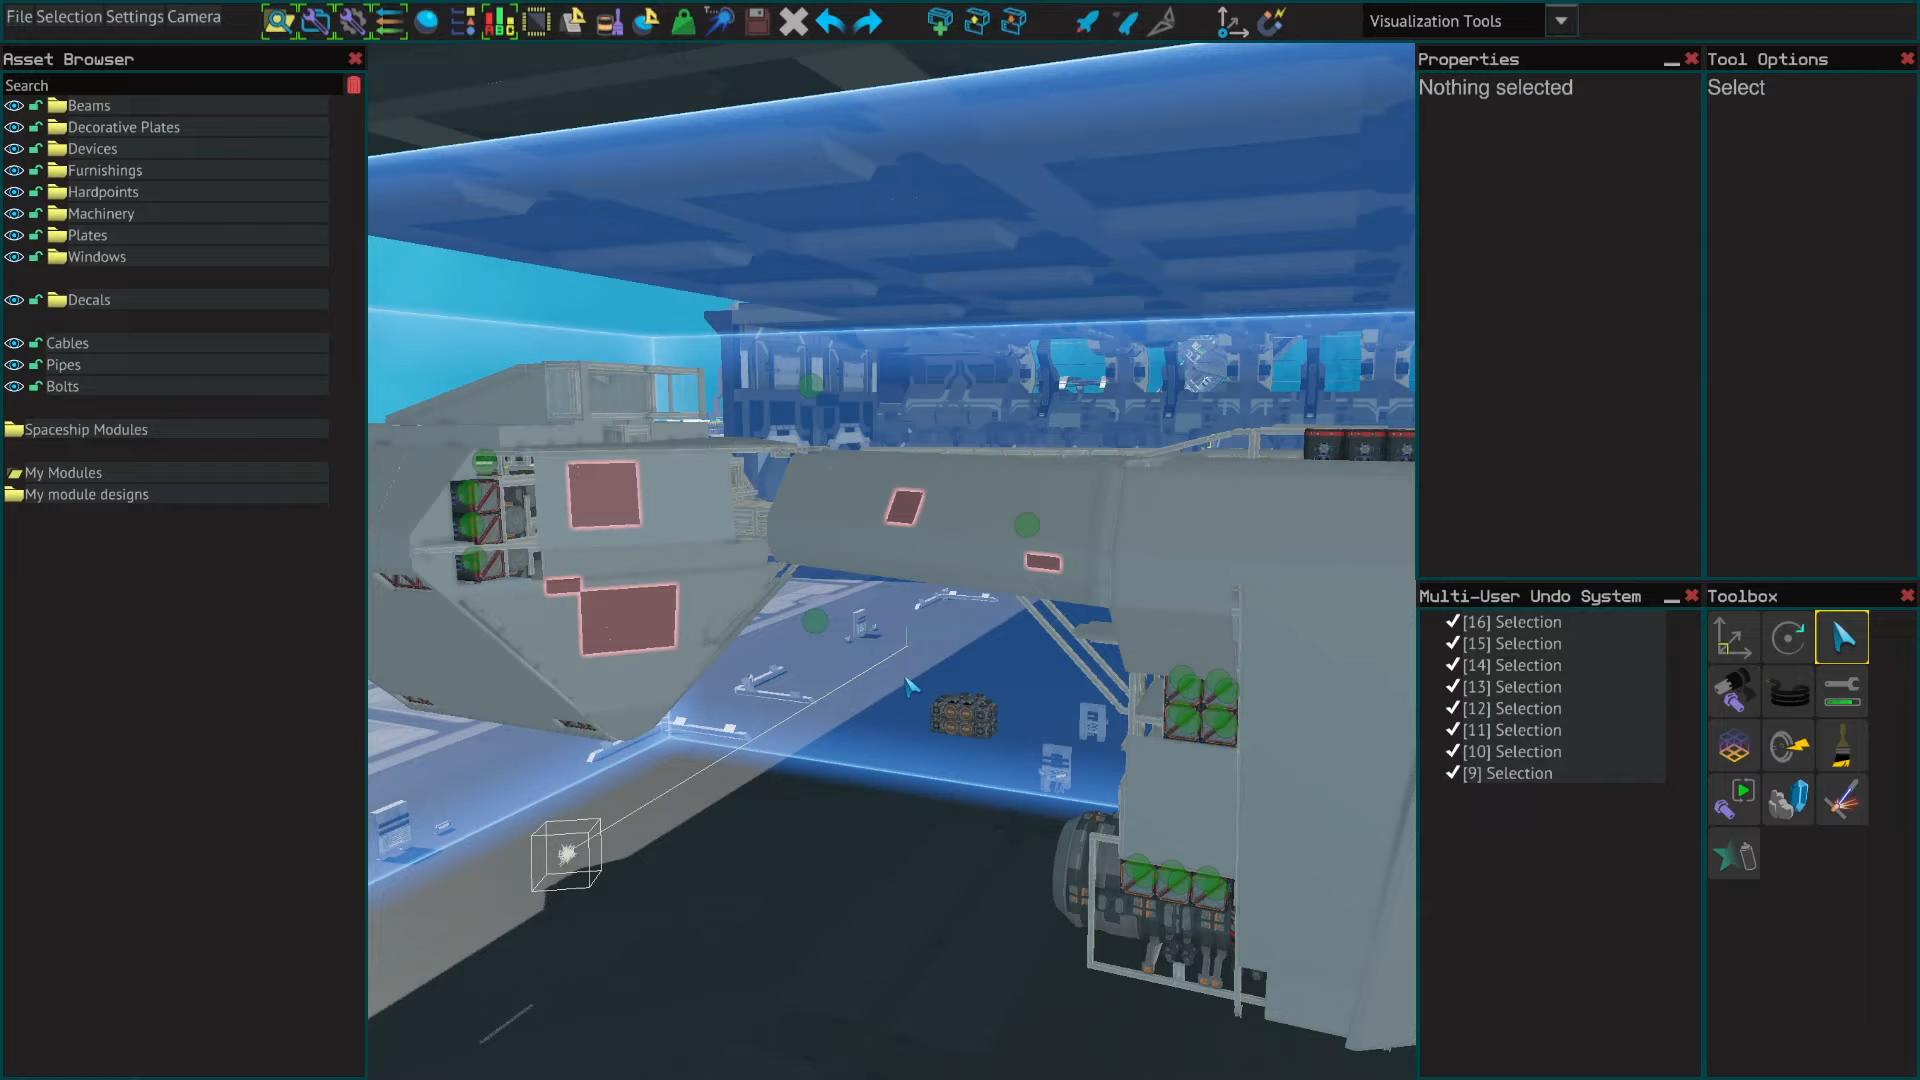 File Selection Settings Camera
ABC
Visualization Tools
Asset Browser
Search
Beams
Decorative Plates
Devices
Furnishings
Hardpoints
Machinery
Plates
Windows
Decals
Cables
Pipes
Bolts
Spaceship Modules
My Modules
My module designs
Properties
Nothing selected
Tool Options
Select
Multi-User Undo System
[16] Selection
[15] Selection
[14] Selection
[13] Selection
[12] Selection
[11] Selection
[10] Selection
[9] Selection
Toolbox